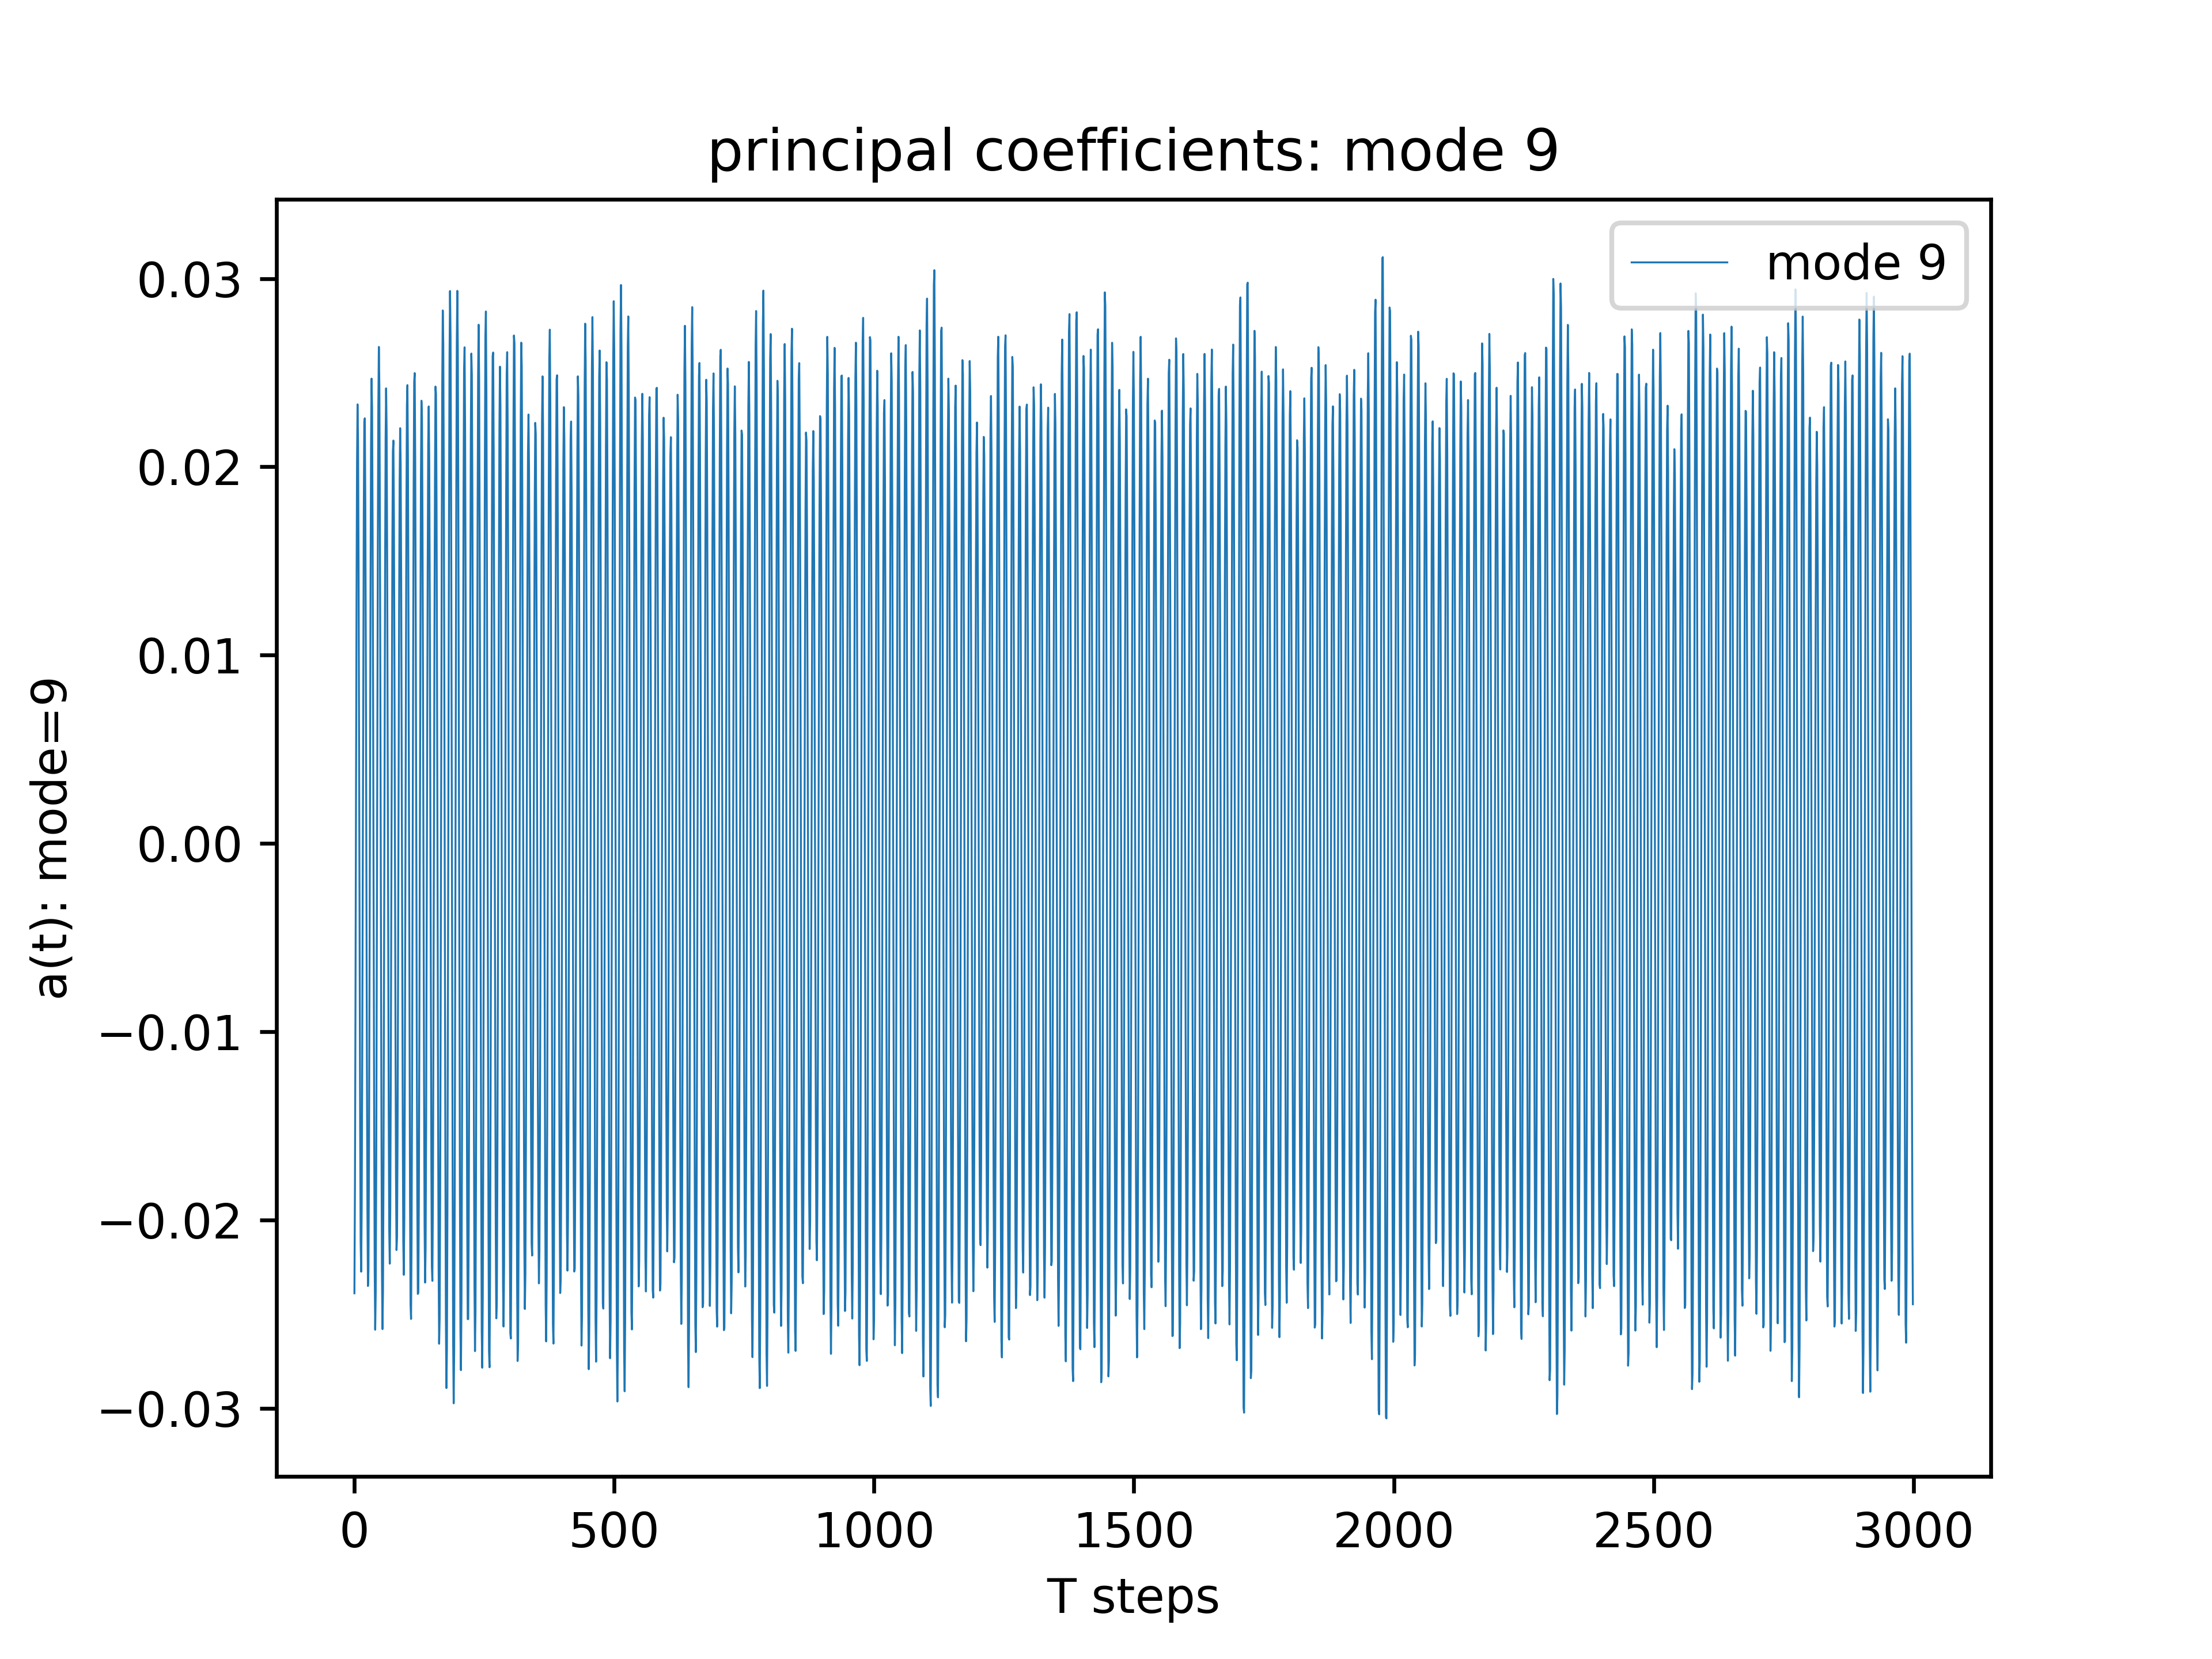 principal coefficients: mode 9
mode 9
0.03
0.02
0.01
0.00
−0.01
−0.02
−0.03
a(t): mode=9
0 500 1000 1500 2000 2500 3000
T steps